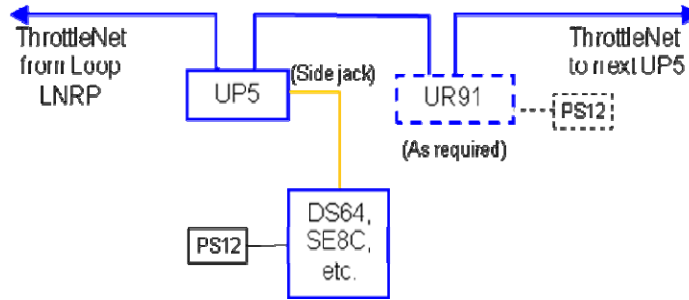 ThrottleNet
from Loop
LNRP
ThrottleNet
to next UP5
UP5
(Side jack)
UR91
PS12
(As required)
DS64,
SE8C,
etc.
PS12